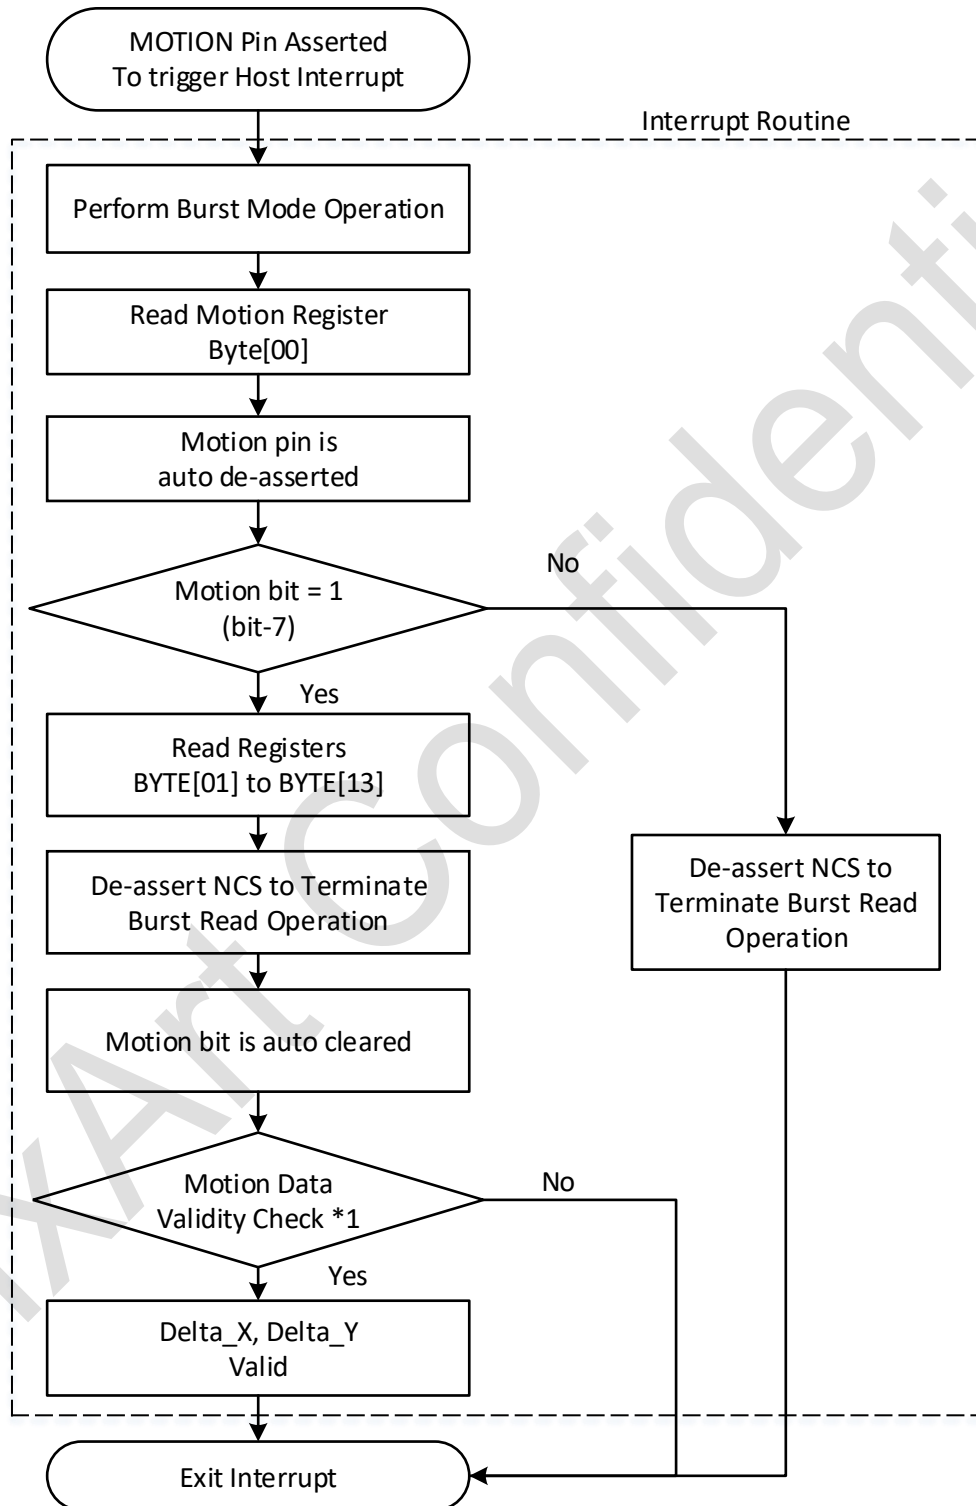 MOTION Pin Asserted
To trigger Host Interrupt
Interrupt Routine
Perform Burst Mode Operation
Read Motion Register
Byte[00]
Motion pin is
auto de-asserted
Motion bit = 1
(bit-7)
No
Yes
Read Registers
BYTE[01] to BYTE[13]
De-assert NCS to Terminate
Burst Read Operation
De-assert NCS to
Terminate Burst Read
Operation
Motion bit is auto cleared
Motion Data
Validity Check *1
No
Yes
Delta_X, Delta_Y
Valid
Exit Interrupt
ixArt Confidenti